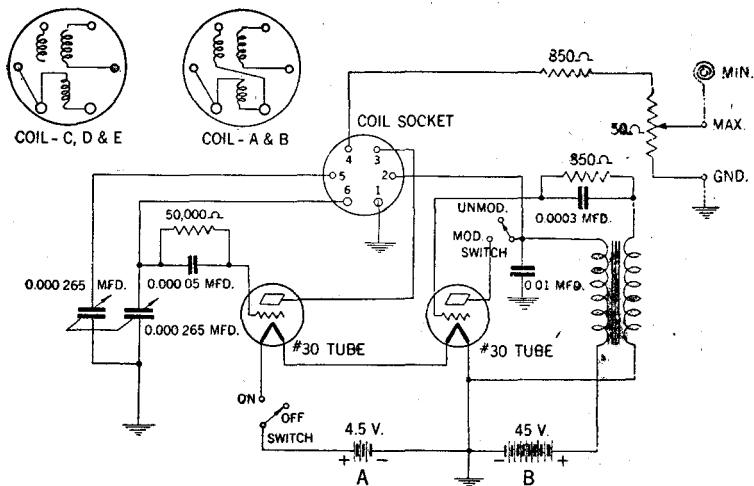 COIL - C, D & E
COIL - A & B
COIL SOCKET
4
3
5
2
6
1
850Ω
MIN.
50Ω
MAX.
GND.
850Ω
0.0003 MFD.
UNMOD.
MOD.
SWITCH
0.01 MFD.
50,000Ω
0.000 05 MFD.
0.000 265 MFD.
0.000 265 MFD.
#30 TUBE
#30 TUBE
ON
OFF
SWITCH
4.5 V.
+ -
A
45 V.
- +
B